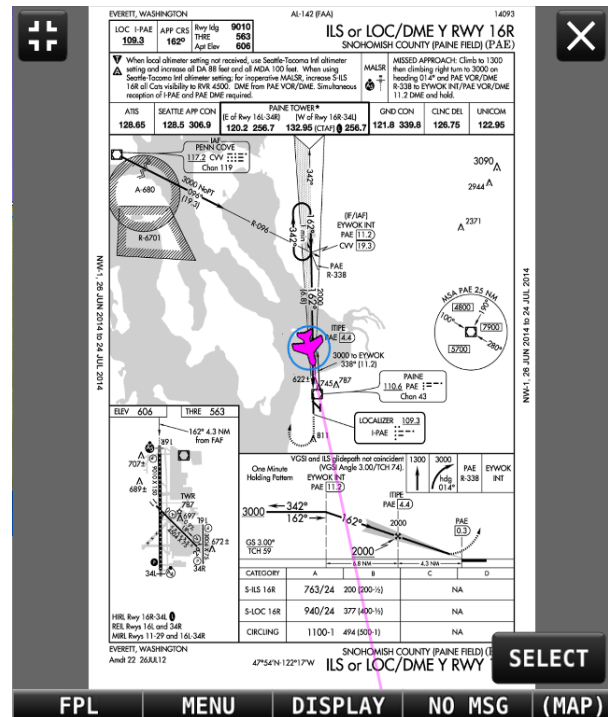 EVERETT, WASHINGTON AL-142 (FAA) 14093
LOC I-PAE 109.3
APP CRS 162°
Rwy ldg 9010
THRE 563
Apt Elev 606
ILS or LOC/DME Y RWY 16R
SNOHOMISH COUNTY (PAINE FIELD) (PAE)
When local altimeter setting not received, use Seattle-Tacoma Intl altimeter
setting and increase all DA 88 feet and all MDA 100 feet. When using
Seattle-Tacoma Intl altimeter setting; for inoperative MALSR, increase S-ILS
16R all Cats visibility to RVR 4500. DME from PAE VOR/DME. Simultaneous
reception of I-PAE and PAE DME required.
MALSR
MISSED APPROACH: Climb to 1300
then climbing right turn to 3000 on
heading 014° and PAE VOR/DME
R-338 to EYWOK INT/PAE VOR/DME
11.2 DME and hold.
ATIS
128.65
SEATTLE APP CON
128.5 306.9
PAINE TOWER*
(E of Rwy 16L-34R) (W of Rwy 16R-34L)
120.2 256.7 132.95 (CTAF) 256.7
GND CON
121.8 339.8
CLNC DEL
126.75
UNICOM
122.95
IAF
PENN COVE
117.2 CVV
Chan 119
A-680
R-6701
3000 NoPT
096°
(19.3)
R-096
342°
342°
162°
1 min
(IF/IAF)
EYWOK INT
PAE 11.2
CVV 19.3
PAE
R-338
3090
2944
2371
2000
162°
(6.8)
ITIPE
PAE 4.4
3000 to EYWOK
338° (11.2)
622±
745
787
PAINE
110.6 PAE
Chan 43
LOCALIZER 109.3
I-PAE
811
MSA PAE 25 NM
4800
190°
7900
100°
280°
5700
NW-1, 26 JUN 2014 to 24 JUL 2014
NW-1, 26 JUN 2014 to 24 JUL 2014
ELEV 606 THRE 563
162° 4.3 NM
from FAF
707±
689±
TWR
787
697
672±
19L
34L
34R
HIRL Rwy 16R-34L
REIL Rwys 16L and 34R
MIRL Rwys 11-29 and 16L-34R
One Minute
Holding Pattern
VGSI and ILS glidepath not coincident
(VGSI Angle 3.00/TCH 74).
EYWOK INT
PAE 11.2
1300
3000
hdg
014°
PAE
R-338
EYWOK
INT
ITIPE
PAE 4.4
3000
342°
162°
162°
2000
2000
PAE
0.3
GS 3.00°
TCH 59
6.8 NM
4.3 NM
CATEGORY A B C D
S-ILS 16R 763/24 200 (200-½) NA
S-LOC 16R 940/24 377 (400-½) NA
CIRCLING 1100-1 494 (500-1) NA
EVERETT, WASHINGTON
Amdt 22 26JUL12
47°54'N-122°17'W
SNOHOMISH COUNTY (PAINE FIELD)
ILS or LOC/DME Y RWY
SELECT
FPL MENU DISPLAY NO MSG (MAP)